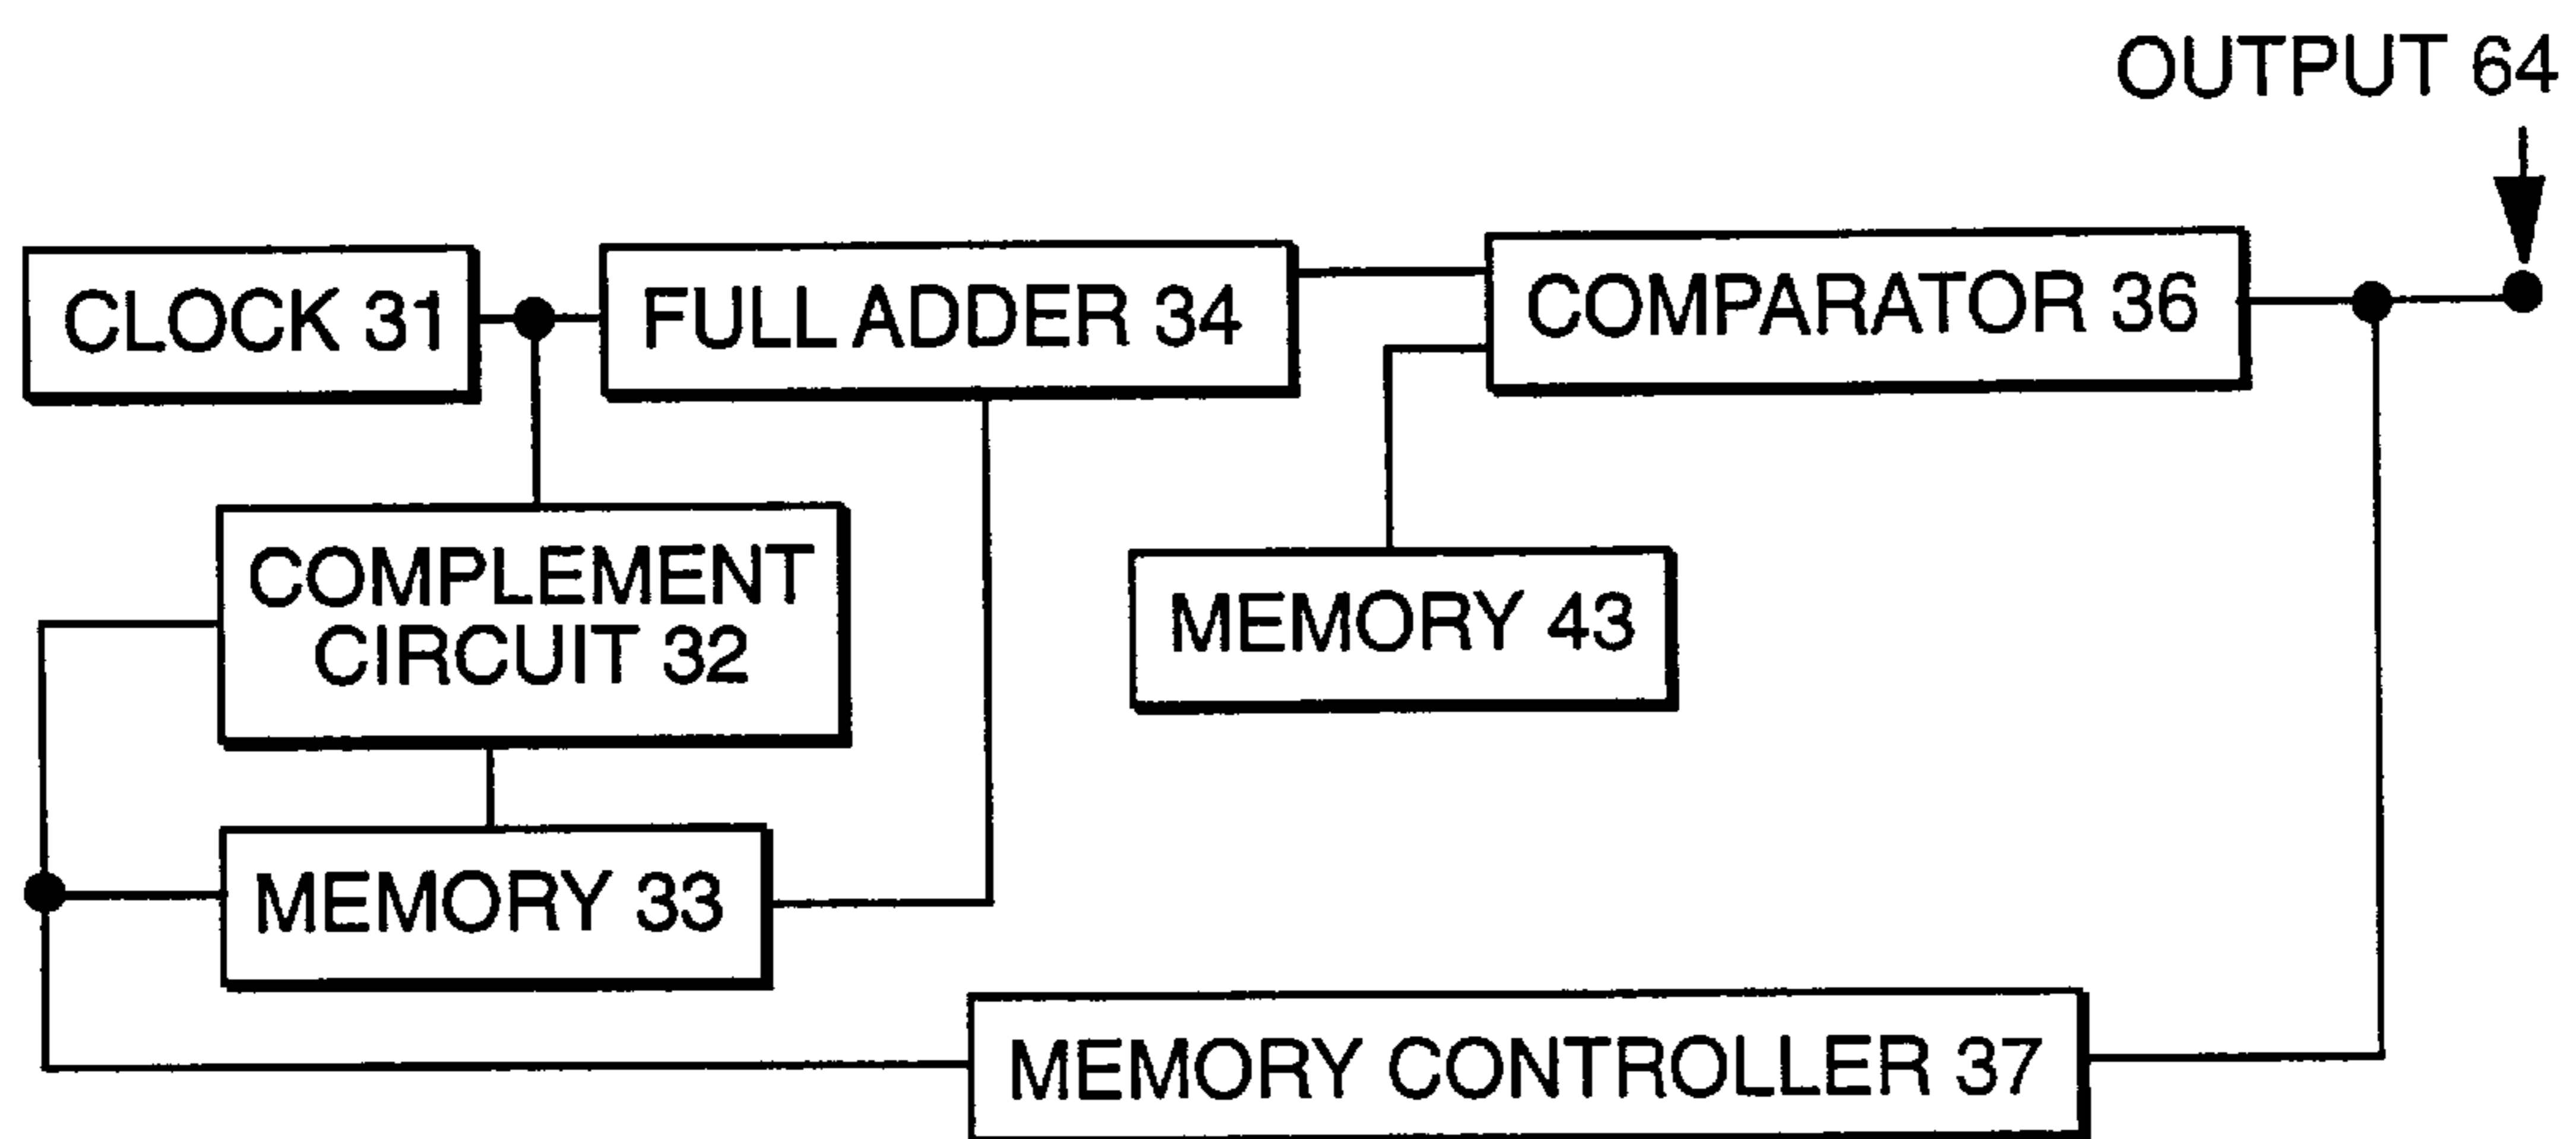 OUTPUT 64
CLOCK 31
FULL ADDER 34
COMPARATOR 36
COMPLEMENT
CIRCUIT 32
MEMORY 43
MEMORY 33
MEMORY CONTROLLER 37